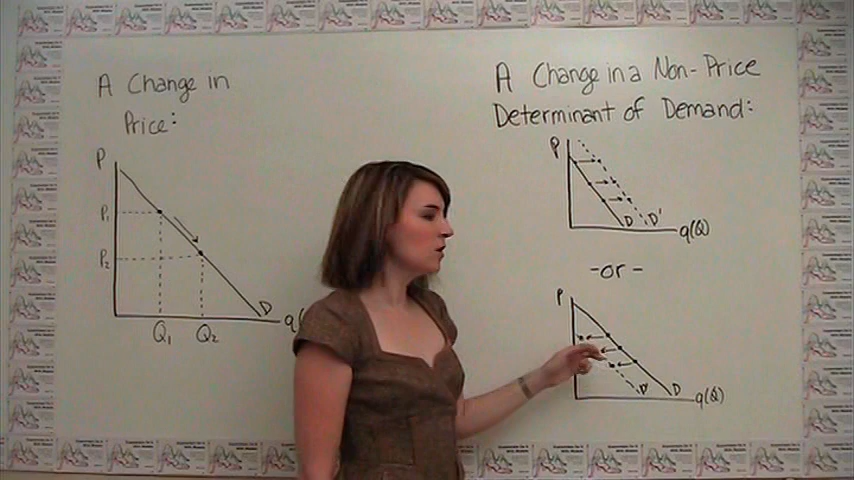 A Change in
Price:
P
P1
P2
Q1 Q2
D
A Change in a Non-Price
Determinant of Demand:
P
D D'
q(Q)
-or-
P
D' D
q(Q)